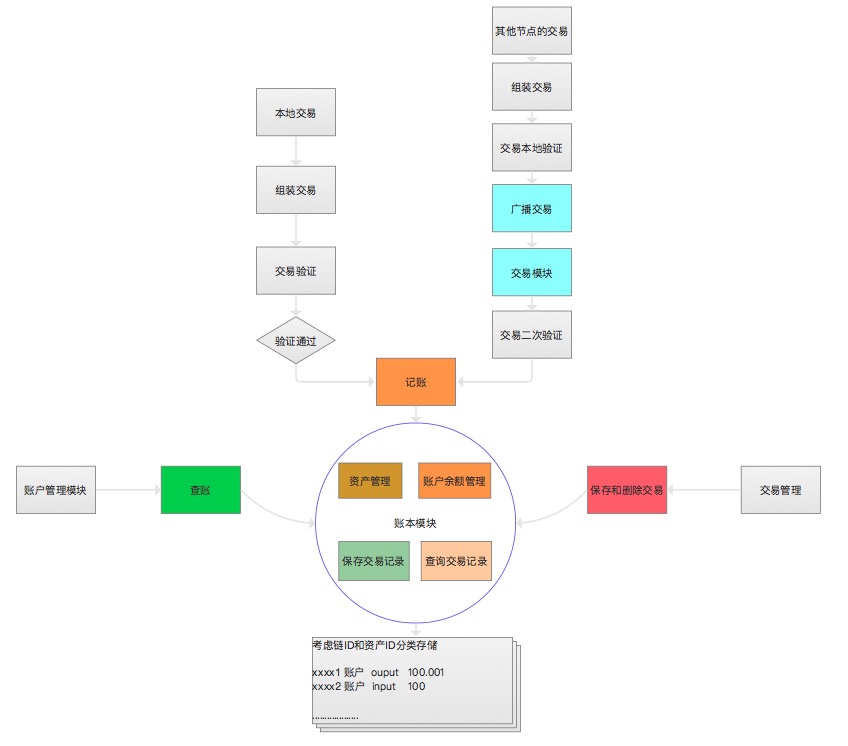 其他节点的交易
组装交易
本地交易
交易本地验证
组装交易
广播交易
交易验证
交易模块
验证通过
交易二次验证
记账
账户管理模块
查账
资产管理
账户余额管理
保存和删除交易
交易管理
账本模块
保存交易记录
查询交易记录
考虑链ID和资产ID分类存储
xxxx1 账户 ouput 100.001
xxxx2 账户 input 100
..................